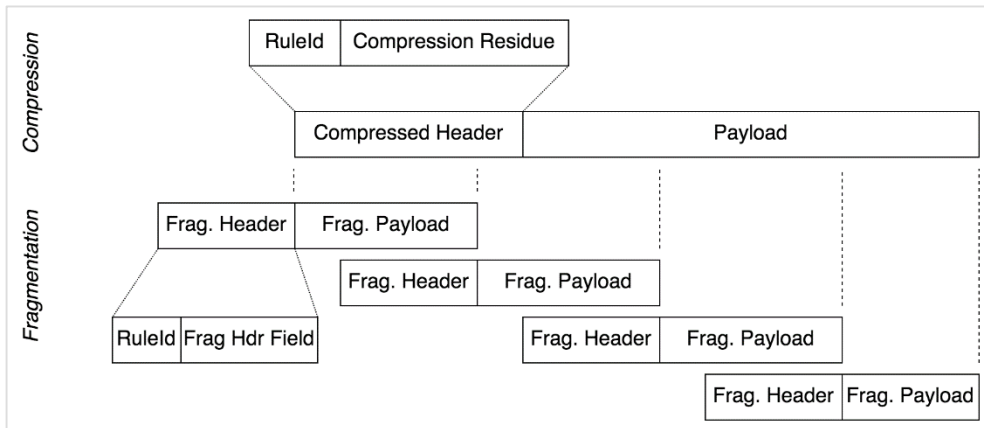 Compression
RuleId Compression Residue
Compressed Header Payload
Fragmentation
Frag. Header Frag. Payload
Frag. Header Frag. Payload
RuleId Frag Hdr Field
Frag. Header Frag. Payload
Frag. Header Frag. Payload